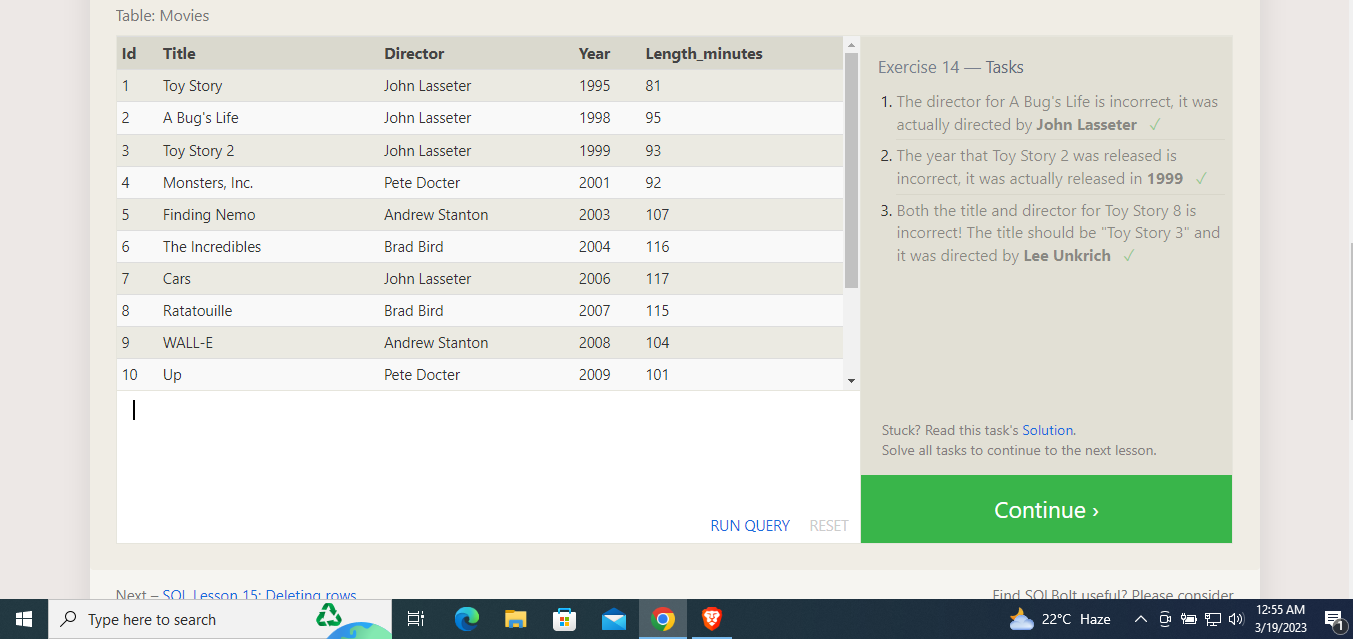 Table: Movies
Id Title Director Year Length_minutes
1 Toy Story John Lasseter 1995 81
2 A Bug's Life John Lasseter 1998 95
3 Toy Story 2 John Lasseter 1999 93
4 Monsters, Inc. Pete Docter 2001 92
5 Finding Nemo Andrew Stanton 2003 107
6 The Incredibles Brad Bird 2004 116
7 Cars John Lasseter 2006 117
8 Ratatouille Brad Bird 2007 115
9 WALL-E Andrew Stanton 2008 104
10 Up Pete Docter 2009 101
RUN QUERY RESET
Exercise 14 — Tasks
1. The director for A Bug's Life is incorrect, it was
actually directed by John Lasseter ✓
2. The year that Toy Story 2 was released is
incorrect, it was actually released in 1999 ✓
3. Both the title and director for Toy Story 8 is
incorrect! The title should be "Toy Story 3" and
it was directed by Lee Unkrich ✓
Stuck? Read this task's Solution.
Solve all tasks to continue to the next lesson.
Continue ›
Next – SQL Lesson 15: Deleting rows
Find SQLBolt useful? Please consider
Type here to search
22°C Haze
12:55 AM
3/19/2023
1